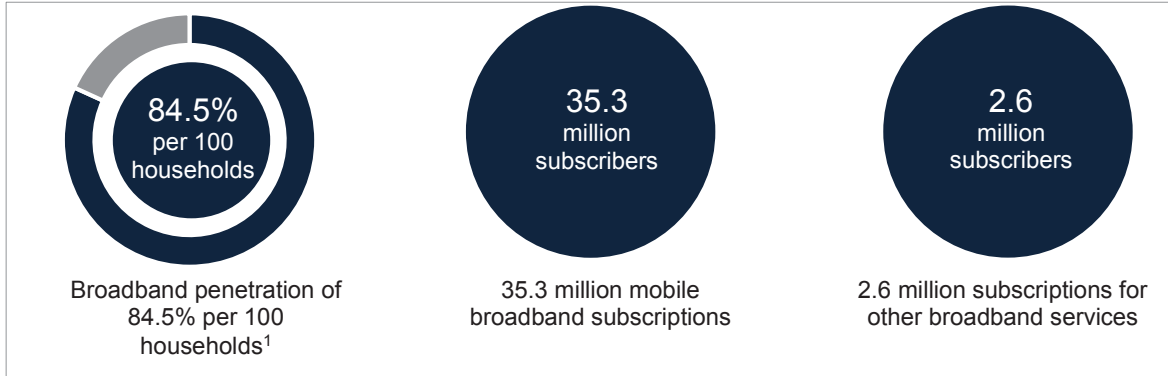 84.5%
per 100
households
35.3
million
subscribers
2.6
million
subscribers
Broadband penetration of
84.5% per 100
households¹
35.3 million mobile
broadband subscriptions
2.6 million subscriptions for
other broadband services